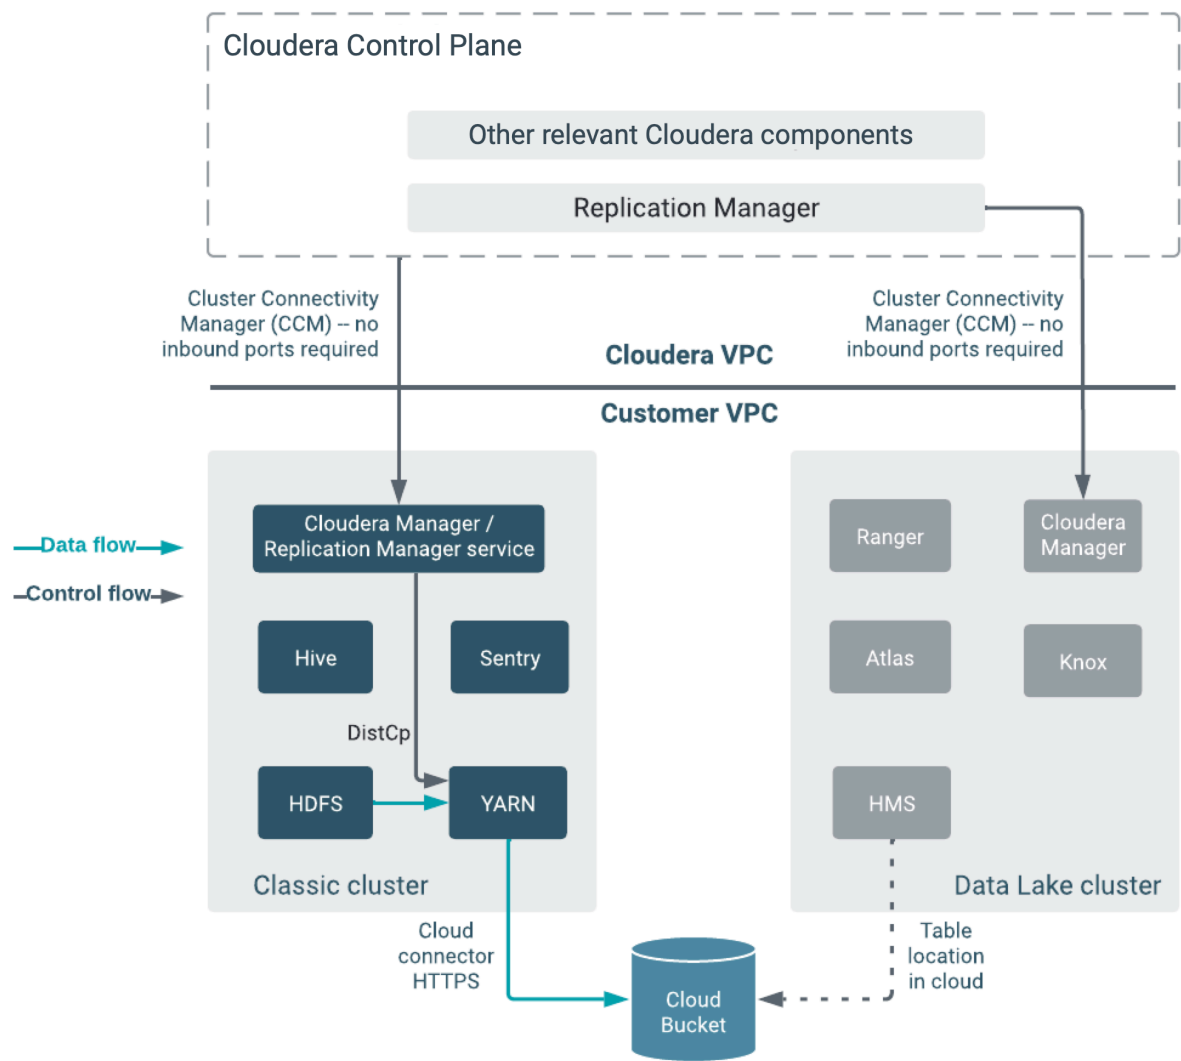 Cloudera Control Plane
Other relevant Cloudera components
Replication Manager
Cluster Connectivity
Manager (CCM) -- no
inbound ports required
Cluster Connectivity
Manager (CCM) -- no
inbound ports required
Cloudera VPC
Customer VPC
Data flow
Control flow
Cloudera Manager /
Replication Manager service
Hive
Sentry
DistCp
HDFS
YARN
Classic cluster
Ranger
Cloudera
Manager
Atlas
Knox
HMS
Data Lake cluster
Cloud
connector
HTTPS
Cloud
Bucket
Table
location
in cloud